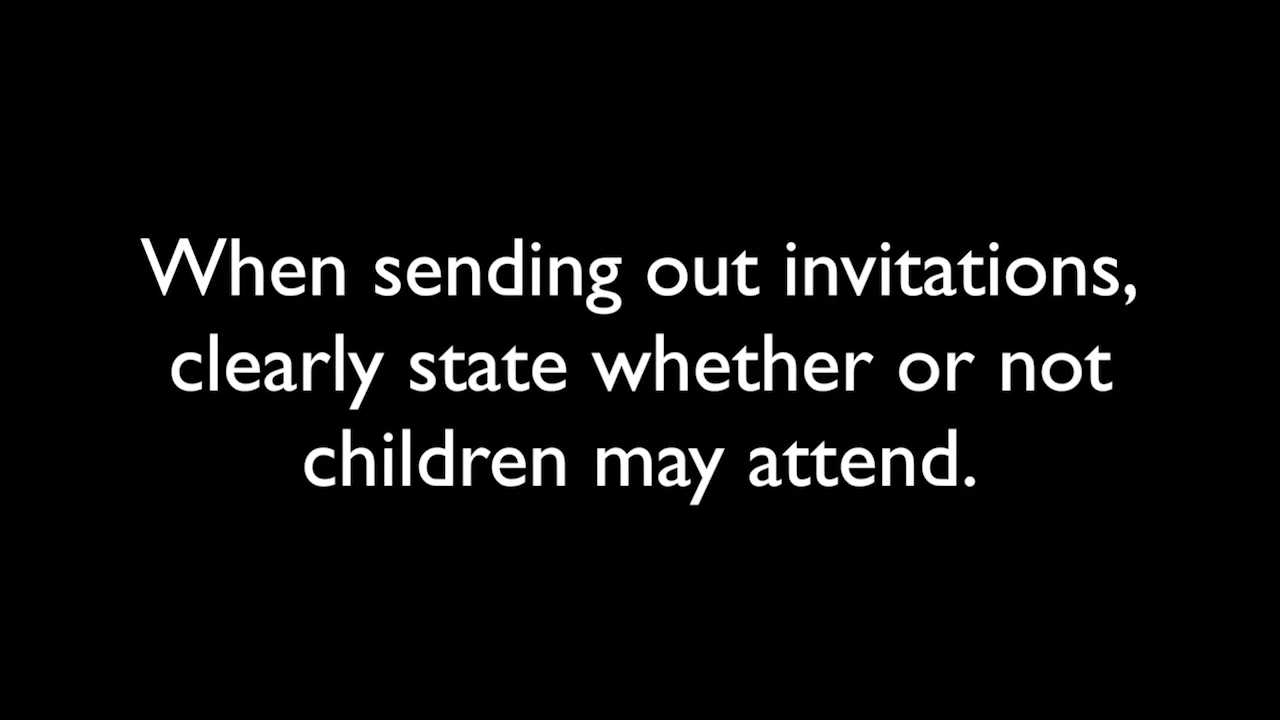 When sending out invitations,
clearly state whether or not
children may attend.